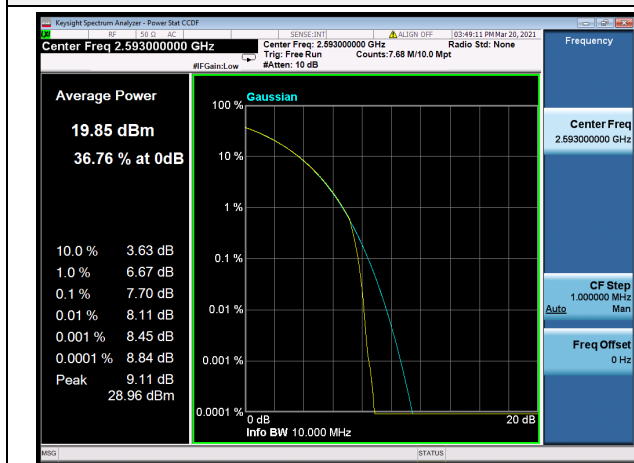 Keysight Spectrum Analyzer - Power Stat CCDF
LXI RF 50 Ω AC SENSE:INT ALIGN OFF 03:49:11 PM Mar 20, 2021
Center Freq 2.593000000 GHz
Center Freq: 2.593000000 GHz Radio Std: None
Trig: Free Run Counts:7.68 M/10.0 Mpt
#IFGain:Low #Atten: 10 dB
Frequency
Average Power
19.85 dBm
36.76 % at 0dB
10.0 % 3.63 dB
1.0 % 6.67 dB
0.1 % 7.70 dB
0.01 % 8.11 dB
0.001 % 8.45 dB
0.0001 % 8.84 dB
Peak 9.11 dB
28.96 dBm
Gaussian
100 %
10 %
1 %
0.1 %
0.01 %
0.001 %
0.0001 %
0 dB 20 dB
Info BW 10.000 MHz
Center Freq
2.593000000 GHz
CF Step
1.000000 MHz
Auto Man
Freq Offset
0 Hz
MSG STATUS